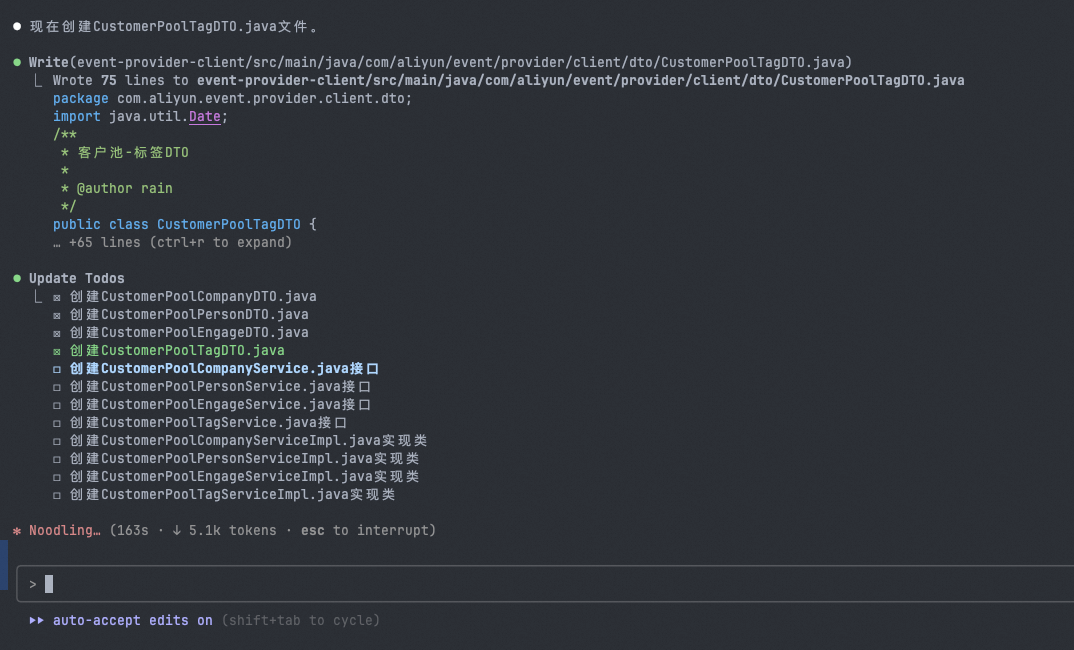 ● 现在创建CustomerPoolTagDTO.java文件。
● Write(event-provider-client/src/main/java/com/aliyun/event/provider/client/dto/CustomerPoolTagDTO.java)
⎿ Wrote 75 lines to event-provider-client/src/main/java/com/aliyun/event/provider/client/dto/CustomerPoolTagDTO.java
package com.aliyun.event.provider.client.dto;
import java.util.Date;
/**
* 客户池-标签DTO
*
* @author rain
*/
public class CustomerPoolTagDTO {
… +65 lines (ctrl+r to expand)
● Update Todos
⎿ ☒ 创建CustomerPoolCompanyDTO.java
☒ 创建CustomerPoolPersonDTO.java
☒ 创建CustomerPoolEngageDTO.java
☒ 创建CustomerPoolTagDTO.java
☐ 创建CustomerPoolCompanyService.java接口
☐ 创建CustomerPoolPersonService.java接口
☐ 创建CustomerPoolEngageService.java接口
☐ 创建CustomerPoolTagService.java接口
☐ 创建CustomerPoolCompanyServiceImpl.java实现类
☐ 创建CustomerPoolPersonServiceImpl.java实现类
☐ 创建CustomerPoolEngageServiceImpl.java实现类
☐ 创建CustomerPoolTagServiceImpl.java实现类
✻ Noodling… (163s · ↓ 5.1k tokens · esc to interrupt)
>
⏵⏵ auto-accept edits on (shift+tab to cycle)